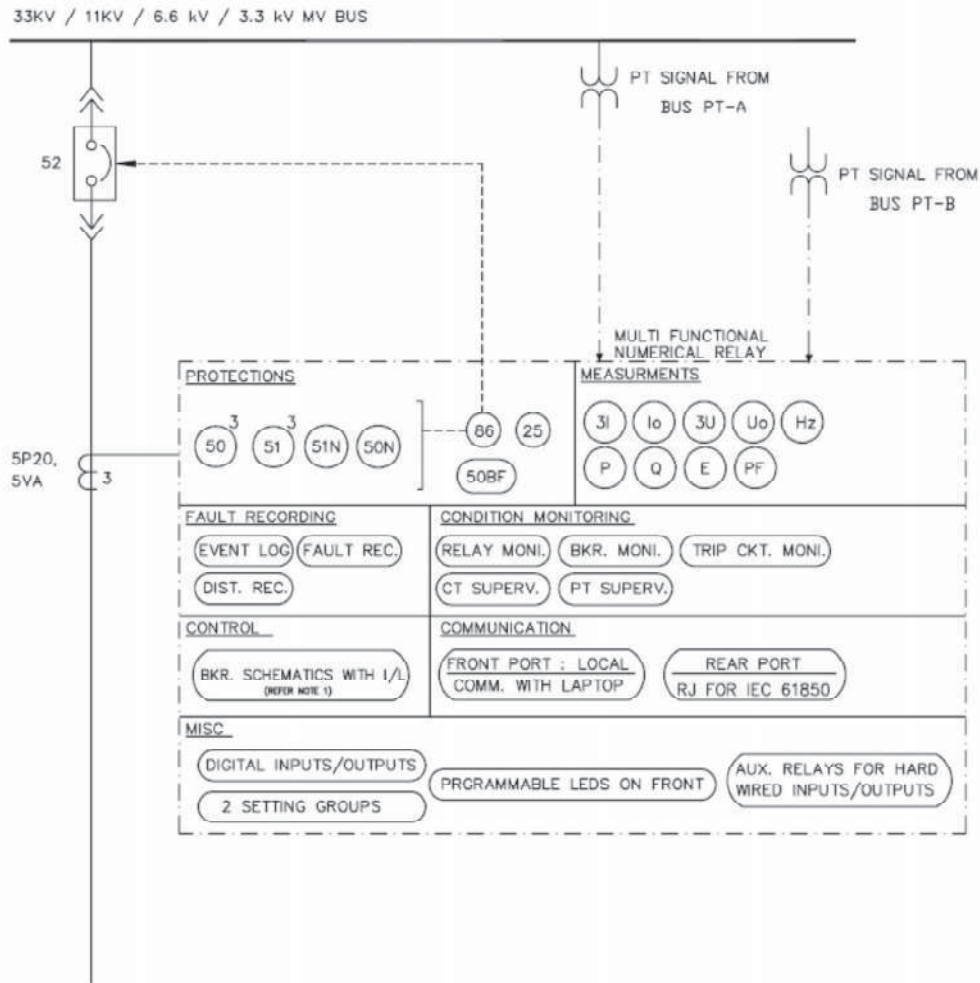 33KV / 11KV / 6.6 kV / 3.3 kV MV BUS
PT SIGNAL FROM
BUS PT-A
52
PT SIGNAL FROM
BUS PT-B
MULTI FUNCTIONAL
NUMERICAL RELAY
PROTECTIONS
MEASURMENTS
50 3 51 3 51N 50N 86 25
50BF
3I Io 3U Uo Hz
P Q E PF
5P20,
5VA
3
FAULT RECORDING
EVENT LOG FAULT REC.
DIST. REC.
CONDITION MONITORING
RELAY MONI. BKR. MONI. TRIP CKT. MONI.
CT SUPERV. PT SUPERV.
CONTROL
BKR. SCHEMATICS WITH I/L
(REFER NOTE 1)
COMMUNICATION
FRONT PORT : LOCAL
COMM. WITH LAPTOP
REAR PORT
RJ FOR IEC 61850
MISC
DIGITAL INPUTS/OUTPUTS
2 SETTING GROUPS
PRGRAMMABLE LEDS ON FRONT
AUX. RELAYS FOR HARD
WIRED INPUTS/OUTPUTS